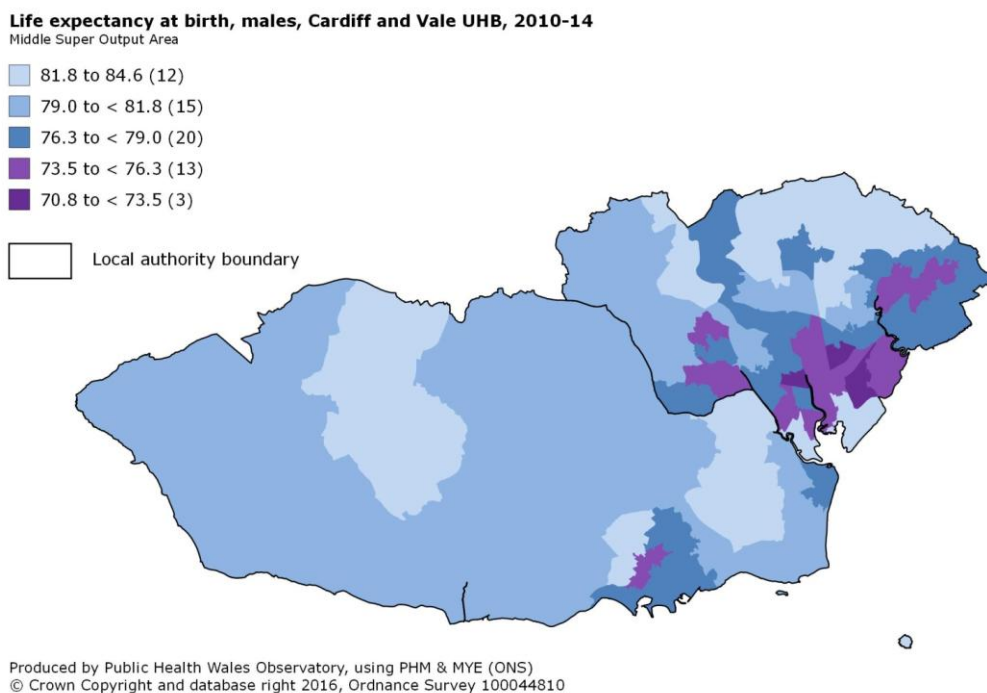 Life expectancy at birth, males, Cardiff and Vale UHB, 2010-14
Middle Super Output Area
81.8 to 84.6 (12)
79.0 to < 81.8 (15)
76.3 to < 79.0 (20)
73.5 to < 76.3 (13)
70.8 to < 73.5 (3)
Local authority boundary
Produced by Public Health Wales Observatory, using PHM & MYE (ONS)
© Crown Copyright and database right 2016, Ordnance Survey 100044810